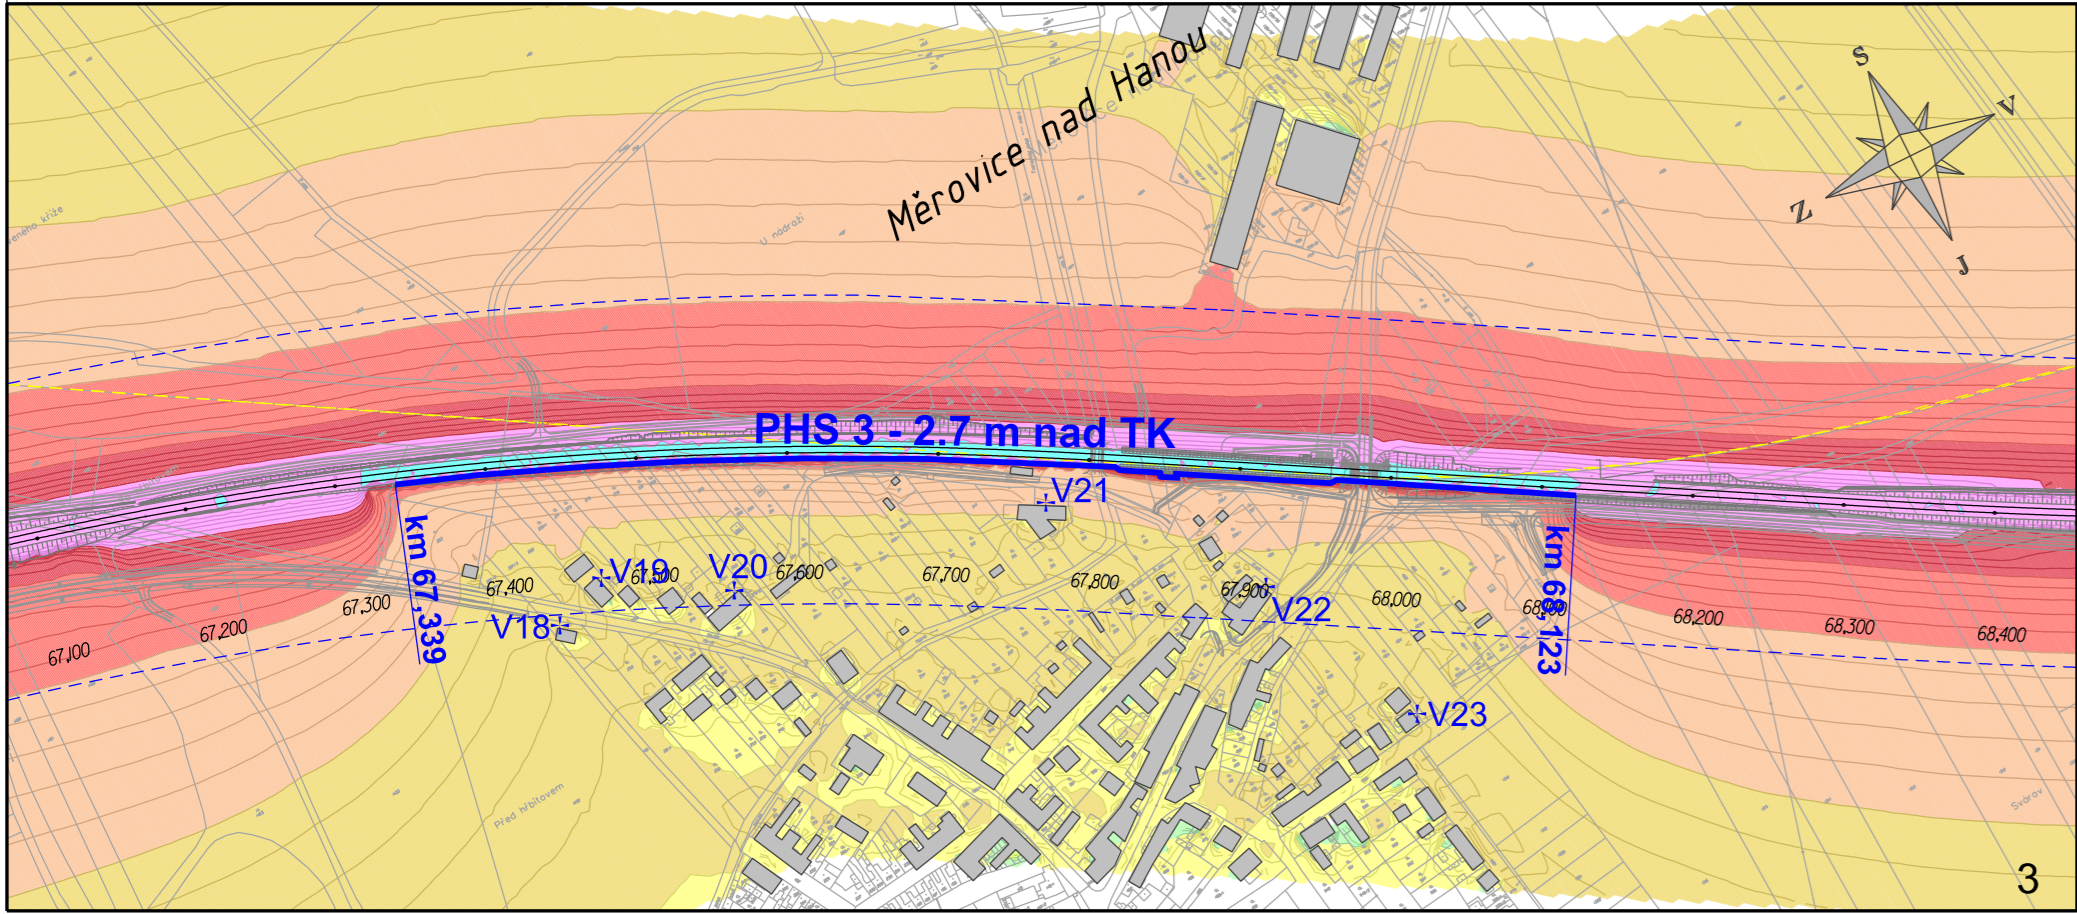 Měrovice nad Hanou
S
V
Z
J
veného kříže
U nádraží
PHS 3 - 2.7 m nad TK
V21
V19
V20
V18
V22
V23
km 67,339
km 68,123
67,100
67,200
67,300
67,400
67,500
67,600
67,700
67,800
67,900
68,000
68,200
68,300
68,400
Před hřbitovem
Svárov
3